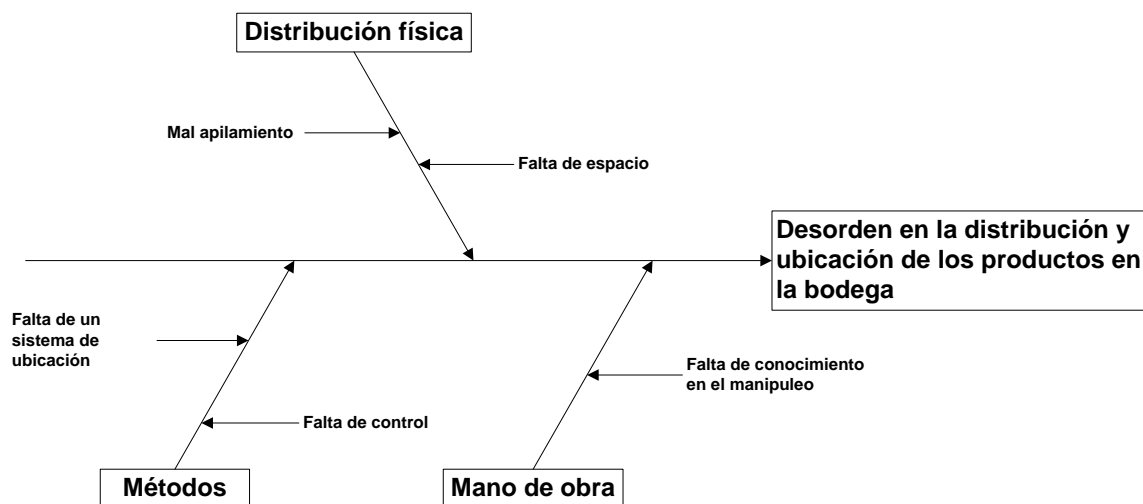 Distribución física
Mal apilamiento
Falta de espacio
Desorden en la distribución y
ubicación de los productos en
la bodega
Falta de un
sistema de
ubicación
Falta de conocimiento
en el manipuleo
Falta de control
Métodos
Mano de obra